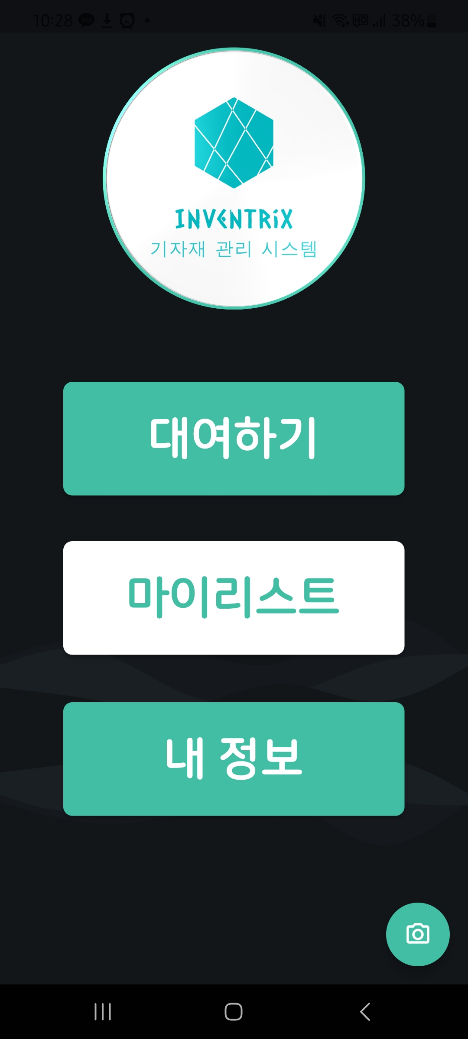 10:28
38%
INVENTRiX
기자재 관리 시스템
대여하기
마이리스트
내 정보